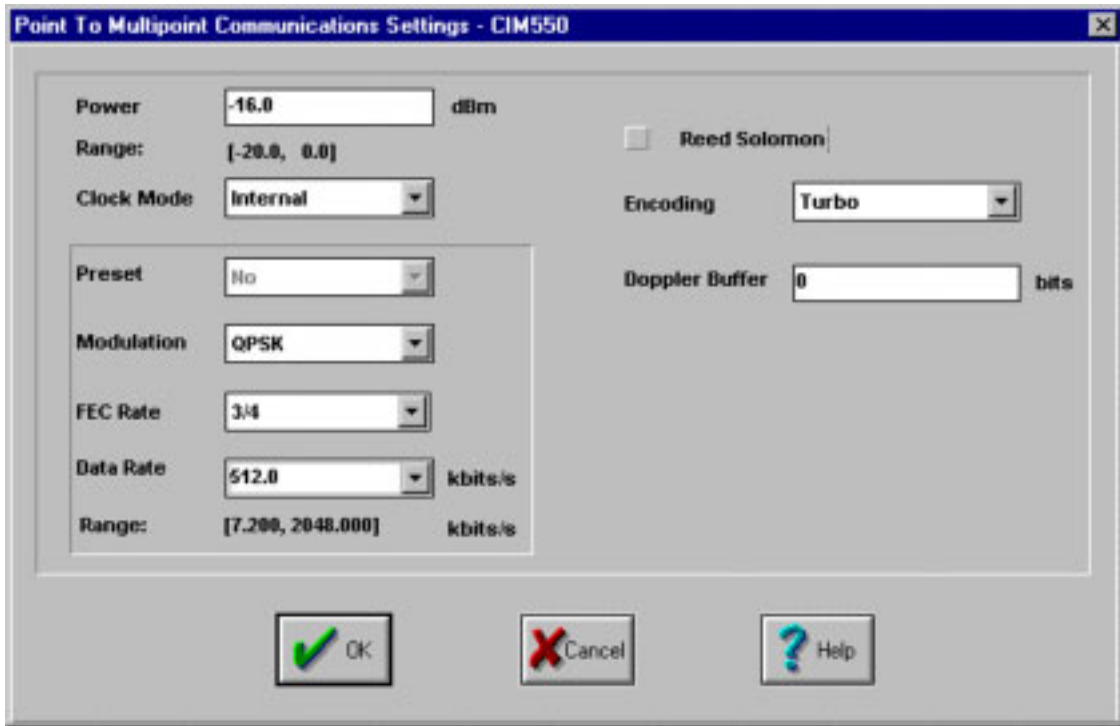 Point To Multipoint Communications Settings - CIM550
Power -16.0 dBm
Range: [-20.0, 0.0]
Clock Mode Internal
Preset No
Modulation QPSK
FEC Rate 3/4
Data Rate 512.0 kbits/s
Range: [7.200, 2048.000] kbits/s
Reed Solomon
Encoding Turbo
Doppler Buffer 0 bits
OK
Cancel
Help